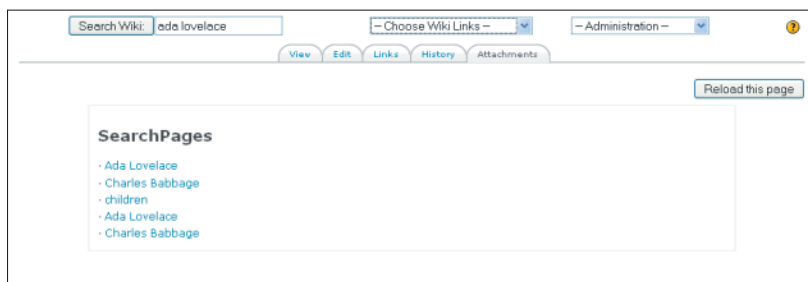 Search Wiki: ada lovelace -- Choose Wiki Links -- -- Administration -- ?
View Edit Links History Attachments
Reload this page
SearchPages
· Ada Lovelace
· Charles Babbage
· children
· Ada Lovelace
· Charles Babbage